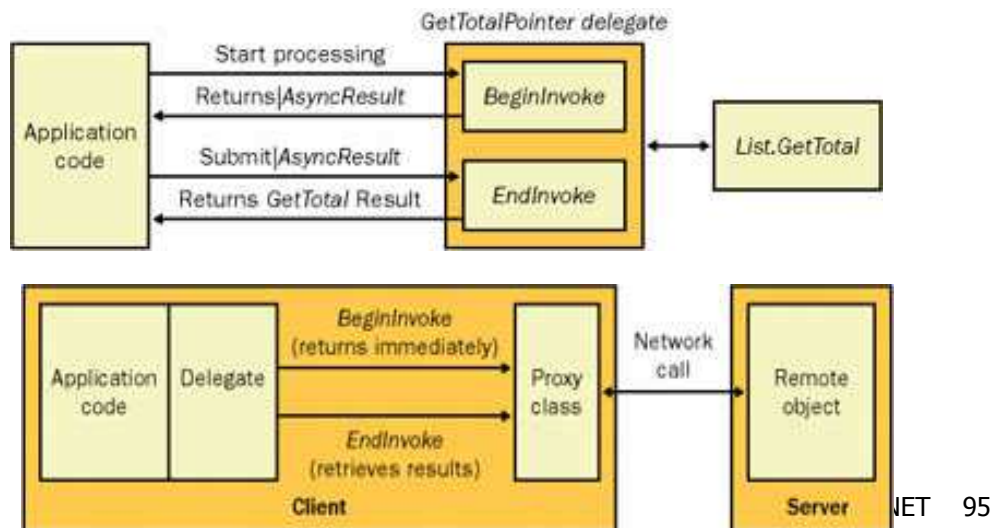 GetTotalPointer delegate
Start processing
Returns|AsyncResult
BeginInvoke
Application
code
List.GetTotal
Submit|AsyncResult
Returns GetTotal Result
EndInvoke
BeginInvoke
(returns immediately)
Network
call
Application
code
Delegate
Proxy
class
Remote
object
EndInvoke
(retrieves results)
Client
Server
NET 95